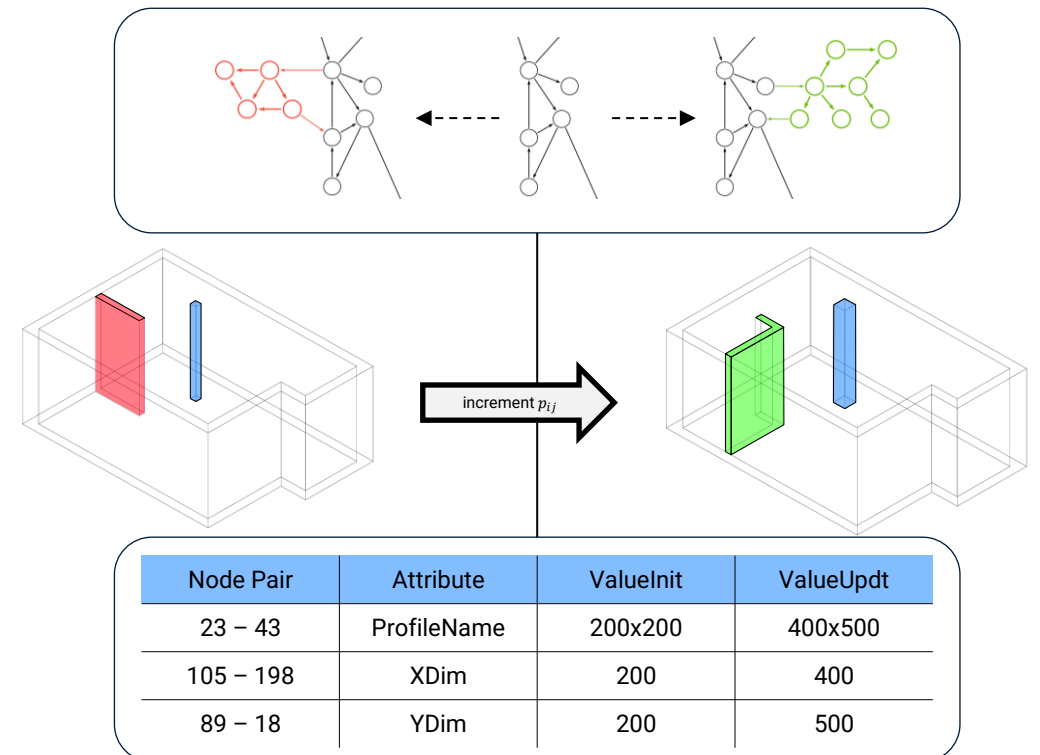 increment p_ij
Node Pair Attribute ValueInit ValueUpdt
23 – 43 ProfileName 200x200 400x500
105 – 198 XDim 200 400
89 – 18 YDim 200 500